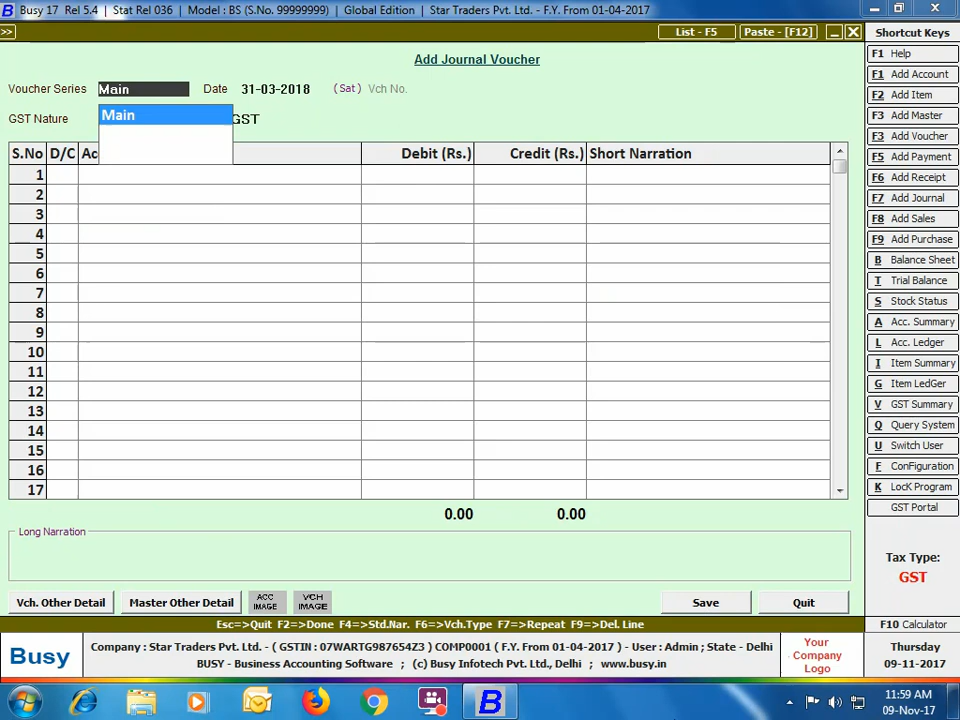 Busy 17 Rel 5.4 | Stat Rel 036 | Model : BS (S.No. 99999999) | Global Edition | Star Traders Pvt. Ltd. - F.Y. From 01-04-2017
>>
List - F5
Paste - [F12]
Shortcut Keys
Add Journal Voucher
Voucher Series Main Date 31-03-2018 (Sat) Vch No.
GST Nature Main GST
S.No D/C Ac Debit (Rs.) Credit (Rs.) Short Narration
1
2
3
4
5
6
7
8
9
10
11
12
13
14
15
16
17
0.00 0.00
Long Narration
Vch. Other Detail
Master Other Detail
ACC IMAGE
VCH IMAGE
Save
Quit
Esc=>Quit F2=>Done F4=>Std.Nar. F6=>Vch.Type F7=>Repeat F9=>Del. Line
F1 Help
F1 Add Account
F2 Add Item
F3 Add Master
F3 Add Voucher
F5 Add Payment
F6 Add Receipt
F7 Add Journal
F8 Add Sales
F9 Add Purchase
B Balance Sheet
T Trial Balance
S Stock Status
A Acc. Summary
L Acc. Ledger
I Item Summary
G Item LedGer
V GST Summary
Q Query System
U Switch User
F ConFiguration
K LocK Program
GST Portal
Tax Type:
GST
F10 Calculator
Busy
Company : Star Traders Pvt. Ltd. - ( GSTIN : 07WARTG987654Z3 ) COMP0001 ( F.Y. From 01-04-2017 ) - User : Admin ; State - Delhi
BUSY - Business Accounting Software ; (c) Busy Infotech Pvt. Ltd., Delhi ; www.busy.in
Your
Company
Logo
Thursday
09-11-2017
11:59 AM
09-Nov-17